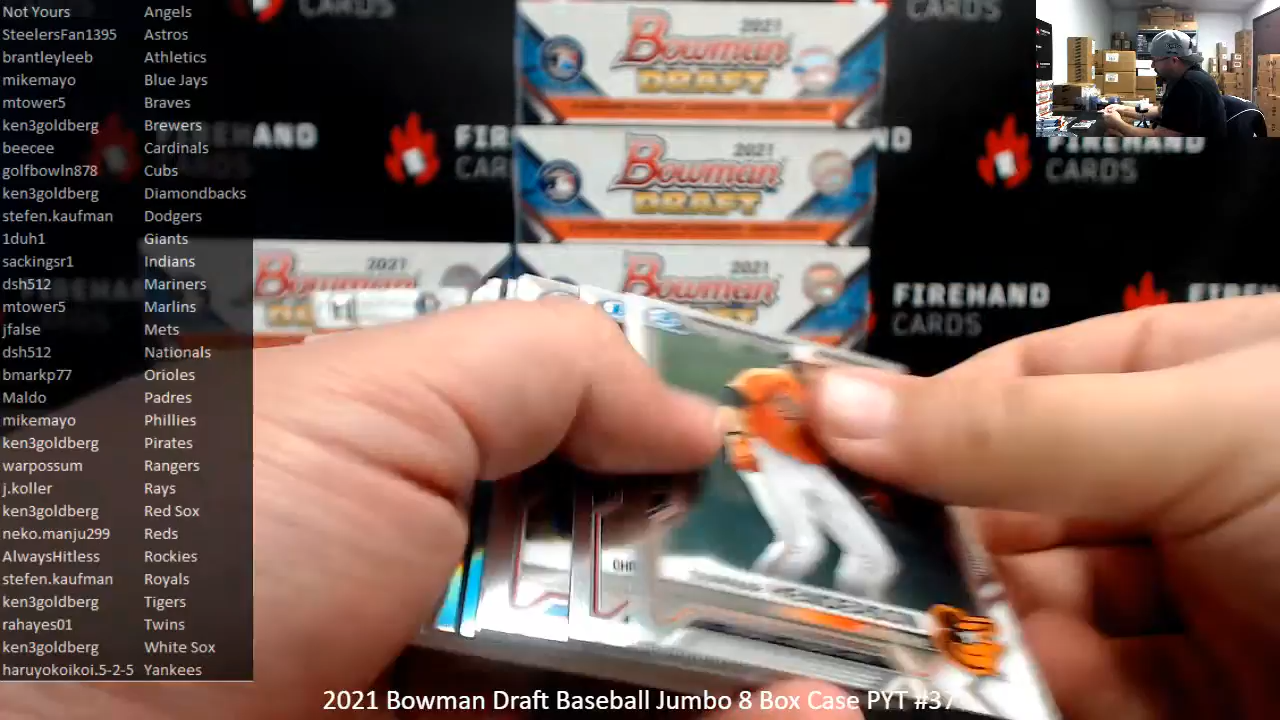 Not Yours Angels
SteelersFan1395 Astros
brantleyleeb Athletics
mikemayo Blue Jays
mtower5 Braves
ken3goldberg Brewers
beecee Cardinals
golfbowln878 Cubs
ken3goldberg Diamondbacks
stefen.kaufman Dodgers
1duh1 Giants
sackingsr1 Indians
dsh512 Mariners
mtower5 Marlins
jfalse Mets
dsh512 Nationals
bmarkp77 Orioles
Maldo Padres
mikemayo Phillies
ken3goldberg Pirates
warpossum Rangers
j.koller Rays
ken3goldberg Red Sox
neko.manju299 Reds
AlwaysHitless Rockies
stefen.kaufman Royals
ken3goldberg Tigers
rahayes01 Twins
ken3goldberg White Sox
haruyokoikoi.5-2-5 Yankees
CARDS
CARDS
2021
Bowman
DRAFT
HAND
FIREHAND
CARDS
2021
Bowman
DRAFT
FIREHAND
CARDS
2021
Bowman
2021
Bowman
FIREHAND
CARDS
2021 Bowman Draft Baseball Jumbo 8 Box Case PYT #37